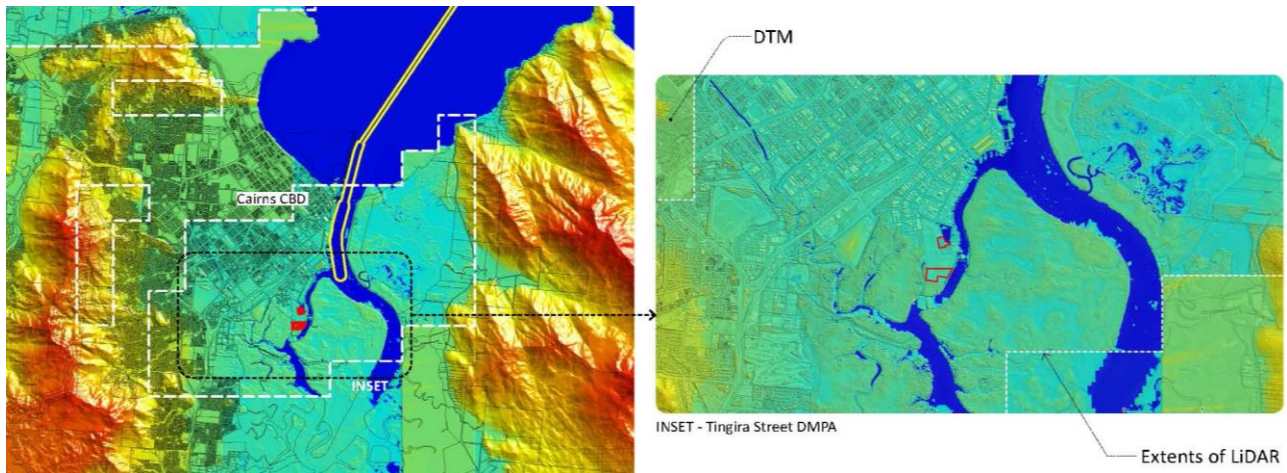 DTM
Cairns CBD
INSET
INSET - Tingira Street DMPA
Extents of LiDAR